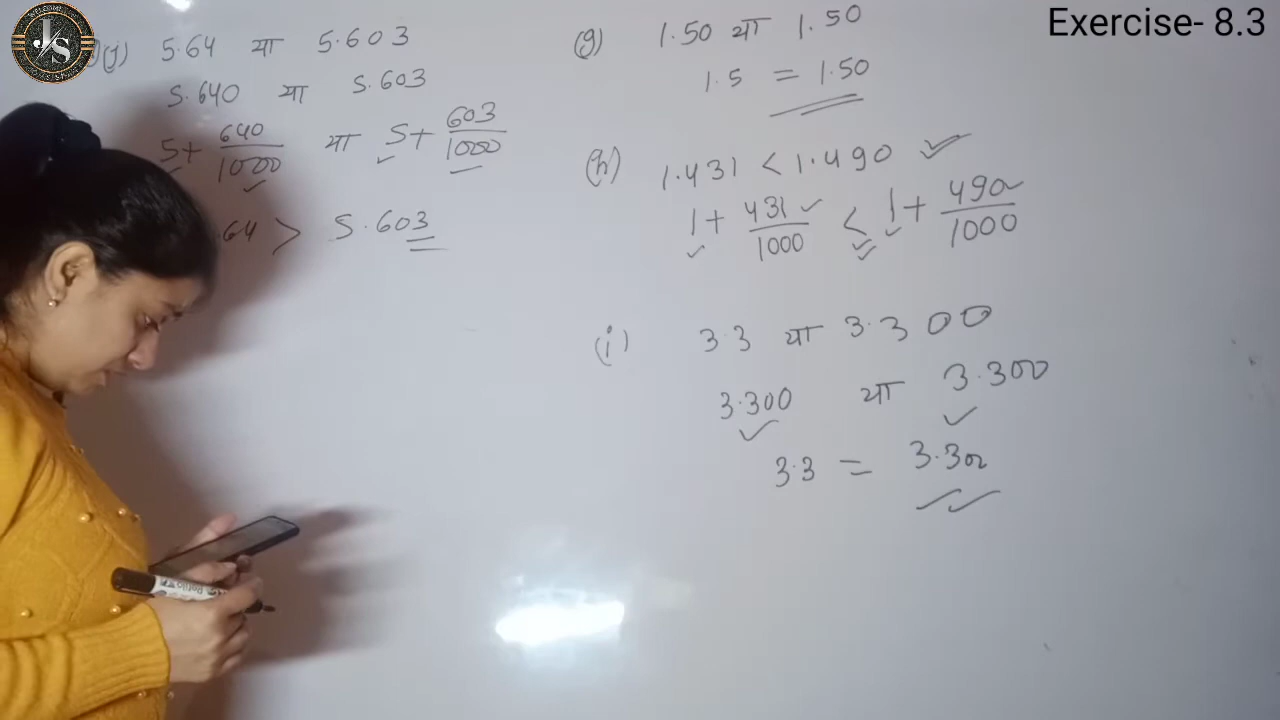 WELCOME
J/S
Exercise- 8.3
(j) 5.64 या 5.603
5.640 या 5.603
5+ 640/1000 या 5+ 603/1000
.64 > 5.603
(g) 1.50 या 1.50
1.5 = 1.50
(h) 1.431 < 1.490
1+ 431/1000 < 1+ 490/1000
(i) 3.3 या 3.300
3.300 या 3.300
3.3 = 3.300